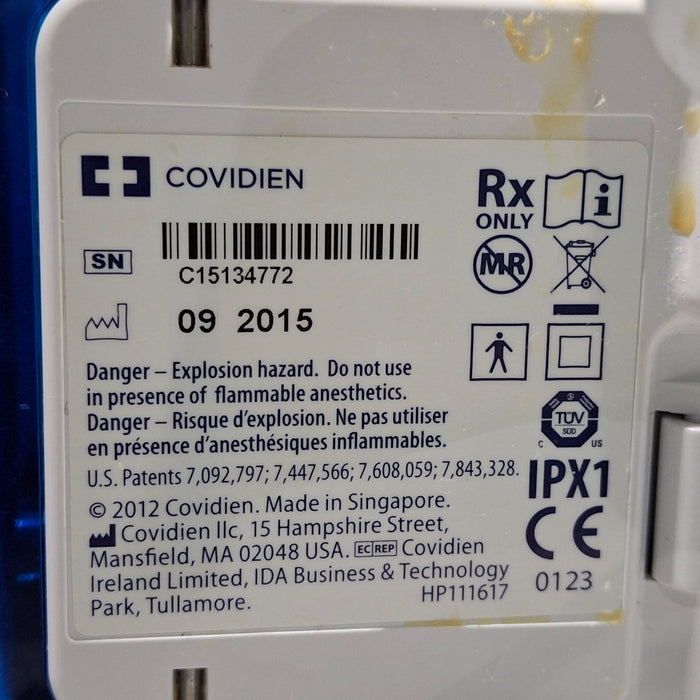 COVIDIEN
Rx
ONLY
i
SN
C15134772
MR
09 2015
Danger – Explosion hazard. Do not use
in presence of flammable anesthetics.
Danger – Risque d'explosion. Ne pas utiliser
en présence d'anesthésiques inflammables.
TÜV
SÜD
C US
U.S. Patents 7,092,797; 7,447,566; 7,608,059; 7,843,328.
IPX1
© 2012 Covidien. Made in Singapore.
Covidien llc, 15 Hampshire Street,
Mansfield, MA 02048 USA. EC REP Covidien
Ireland Limited, IDA Business & Technology
Park, Tullamore.
HP111617
CE
0123